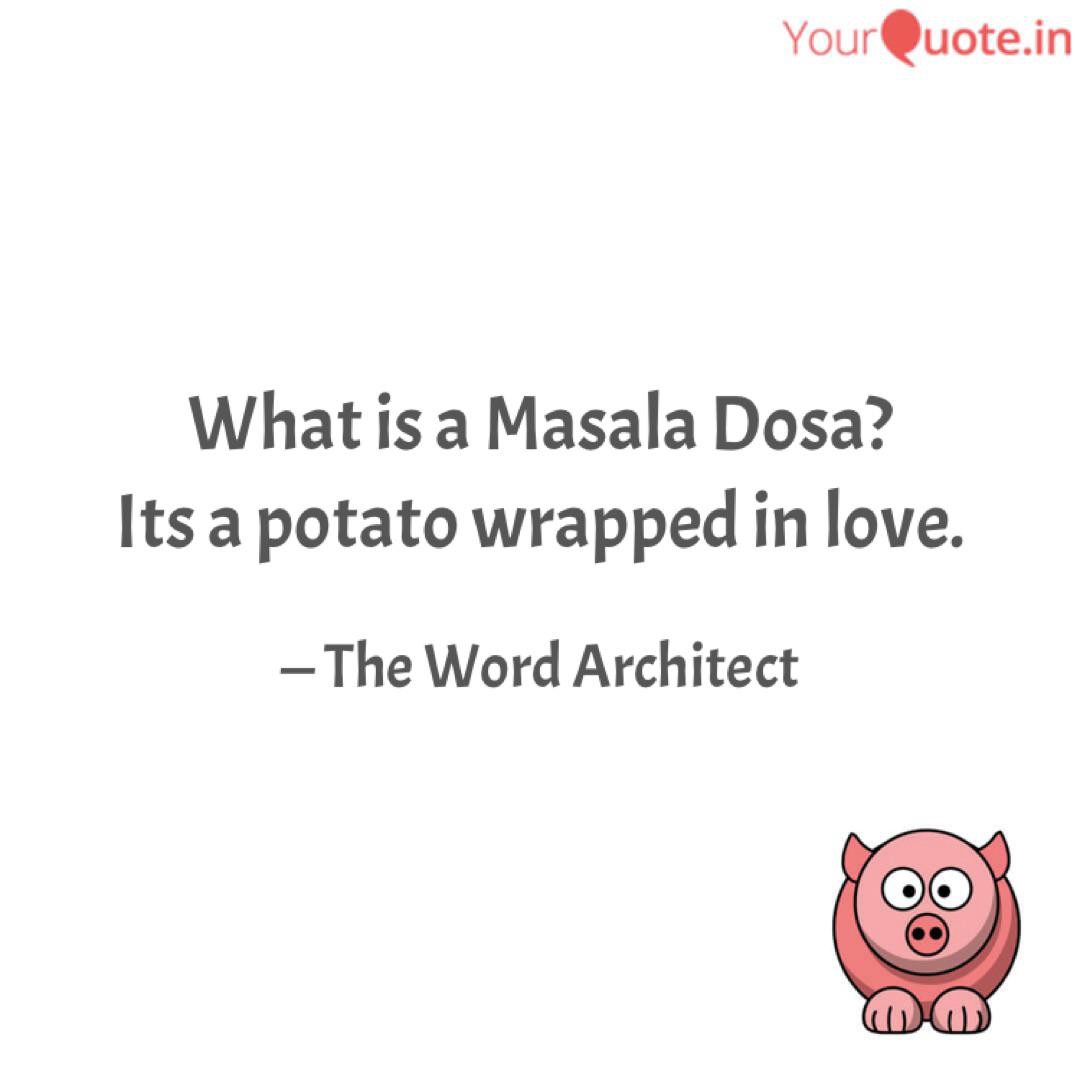 YourQuote.in
What is a Masala Dosa?
Its a potato wrapped in love.
– The Word Architect